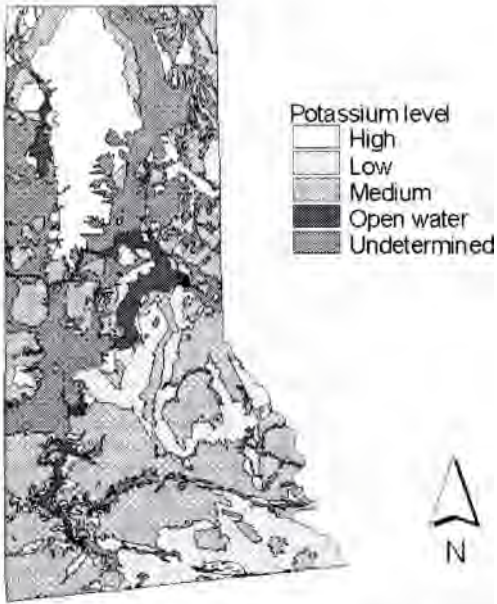 Potassium level
High
Low
Medium
Open water
Undetermined
N